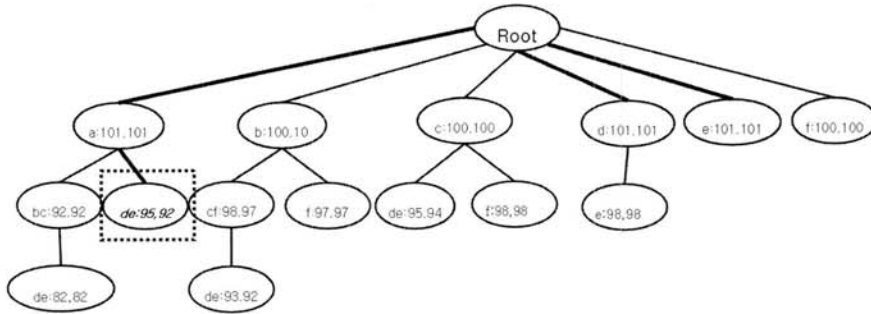 Root
a:101,101
b:100,10
c:100,100
d:101,101
e:101,101
f:100,100
bc:92,92
de:95,92
cf:98,97
f:97,97
de:95,94
f:98,98
e:98,98
de:82,82
de:93,92